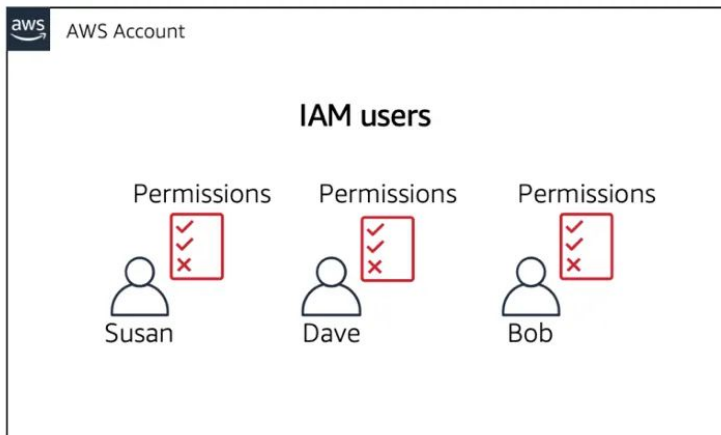 aws
AWS Account
IAM users
Permissions Permissions Permissions
Susan Dave Bob